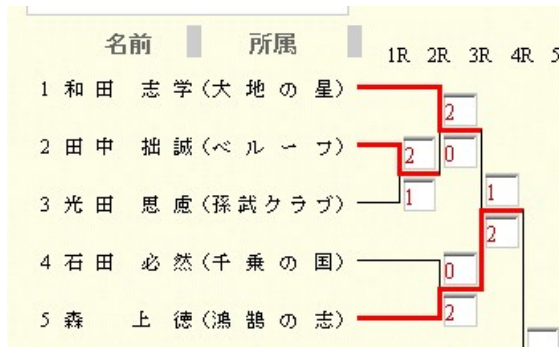 名前 所属 1R 2R 3R 4R 5
1 和田 志学(大地の星)
2
2 田中 拙誠(ベルーフ)
2 0
3 光田 思慮(孫武クラブ)
1 1
2
4 石田 必然(千乗の国)
0
5 森 上徳(鴻鵠の志)
2